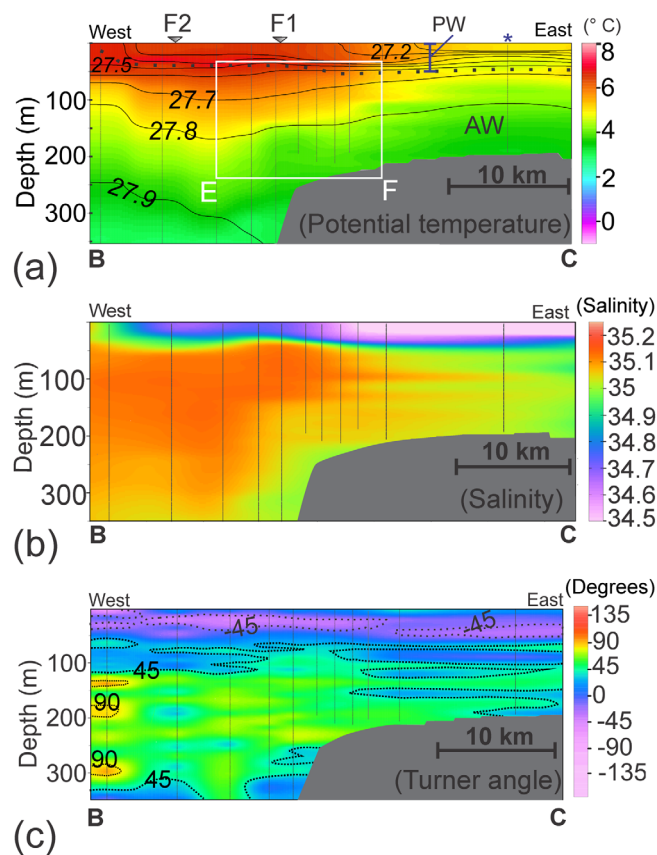 F2 F1 PW
West * East (° C)
27.5 27.2 8
27.7 6
27.8 AW 4
27.9 E F 2
10 km 0
(Potential temperature)
Depth (m)
100
200
300
(a) B C
(Salinity)
West East
35.2
35.1
35
34.9
34.8
34.7
34.6
34.5
Depth (m)
100
200
300
10 km
(Salinity)
(b) B C
(Degrees)
West East
-45 -45
135
90
45
0
-45
-90
-135
Depth (m)
100
200
300
45
90
90
45
10 km
(Turner angle)
(c) B C